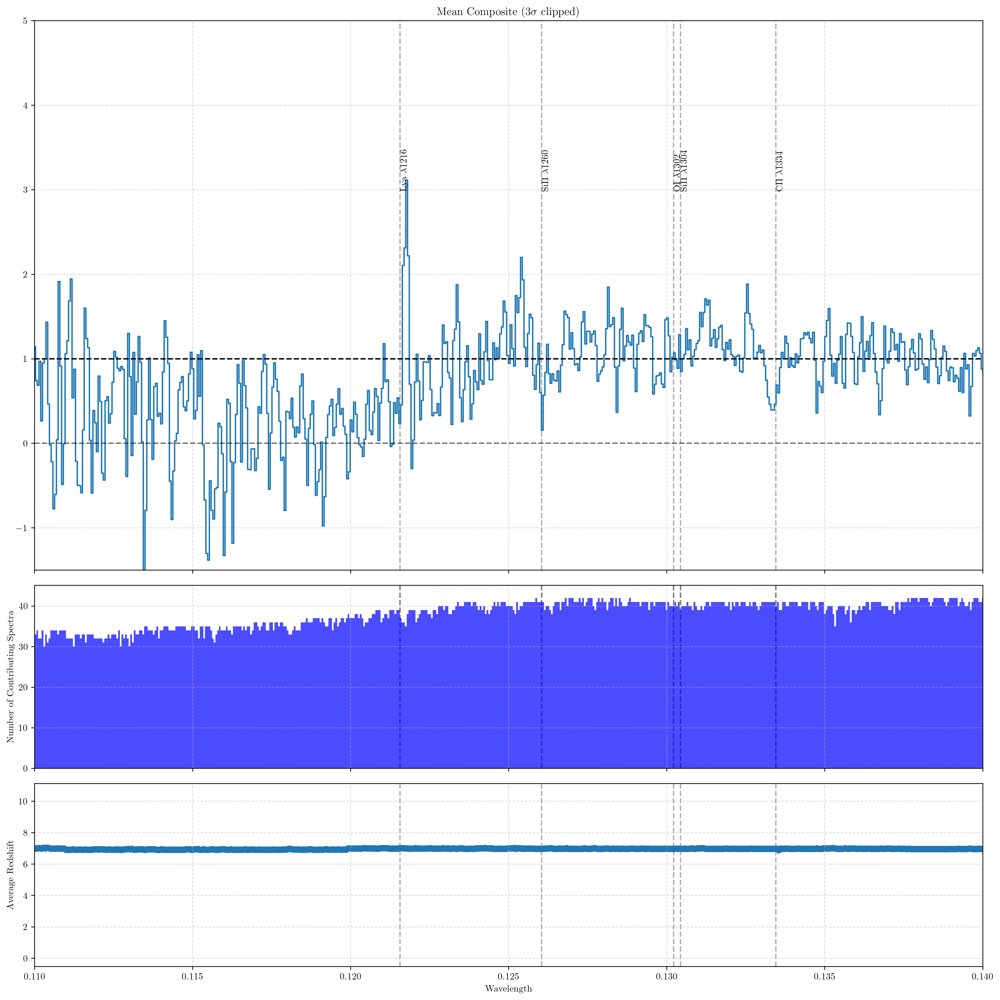 Mean Composite (3σ clipped)
5
4
3
2
1
0
−1
Lya λ1216
SiII λ1260
OI λ1302
SiII λ1304
CII λ1334
Number of Contributing Spectra
40
30
20
10
0
Average Redshift
10
8
6
4
2
0
0.110 0.115 0.120 0.125 0.130 0.135 0.140
Wavelength